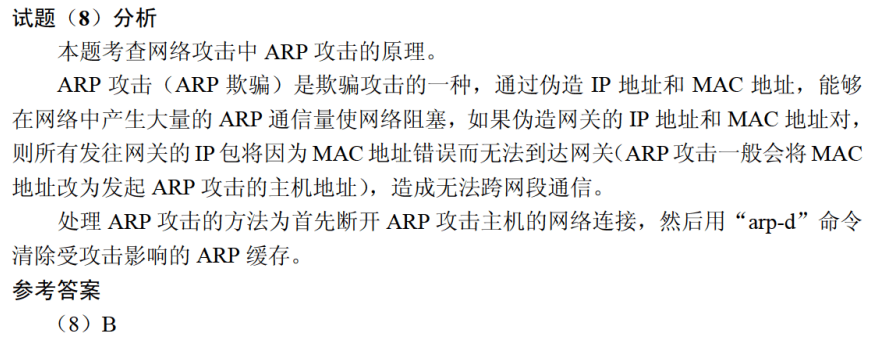 试题（8）分析
本题考查网络攻击中 ARP 攻击的原理。
ARP 攻击（ARP 欺骗）是欺骗攻击的一种，通过伪造 IP 地址和 MAC 地址，能够
在网络中产生大量的 ARP 通信量使网络阻塞，如果伪造网关的 IP 地址和 MAC 地址对，
则所有发往网关的 IP 包将因为 MAC 地址错误而无法到达网关（ARP 攻击一般会将 MAC
地址改为发起 ARP 攻击的主机地址），造成无法跨网段通信。
处理 ARP 攻击的方法为首先断开 ARP 攻击主机的网络连接，然后用“arp-d”命令
清除受攻击影响的 ARP 缓存。
参考答案
（8）B